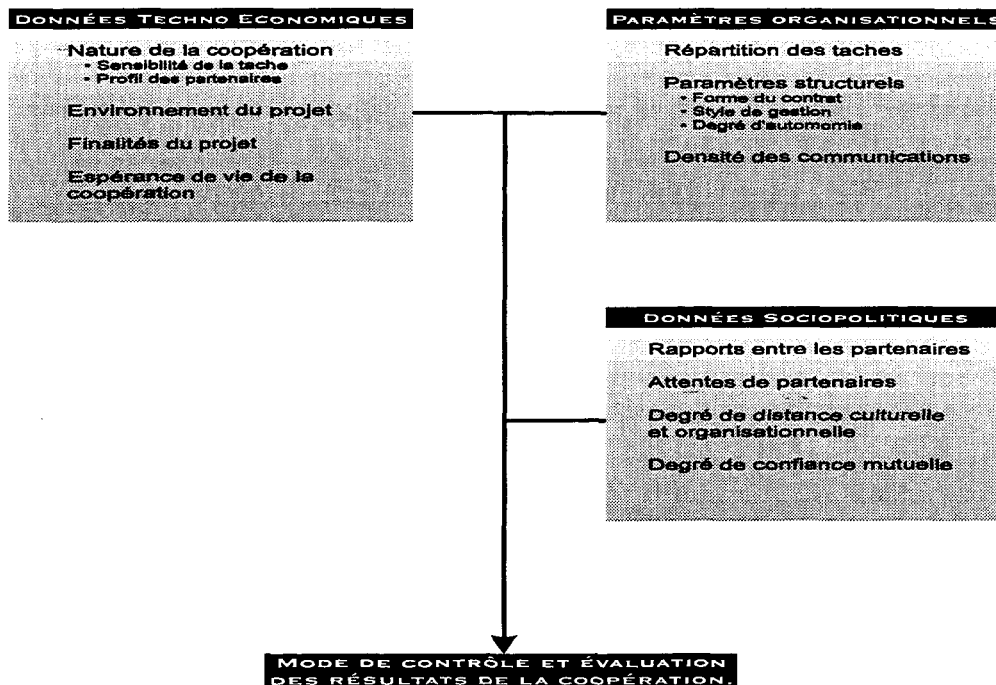 DONNÉES TECHNO ECONOMIQUES
Nature de la coopération
• Sensibilité de la tache
• Profil des partenaires
Environnement du projet
Finalités du projet
Espérance de vie de la
coopération
PARAMÈTRES ORGANISATIONNELS
Répartition des taches
Paramètres structurels
• Forme du contrat
• Style de gestion
• Degré d'automomie
Densité des communications
DONNÉES SOCIOPOLITIQUES
Rapports entre les partenaires
Attentes de partenaires
Degré de distance culturelle
et organisationnelle
Degré de confiance mutuelle
MODE DE CONTRÔLE ET ÉVALUATION
DES RÉSULTATS DE LA COOPÉRATION.